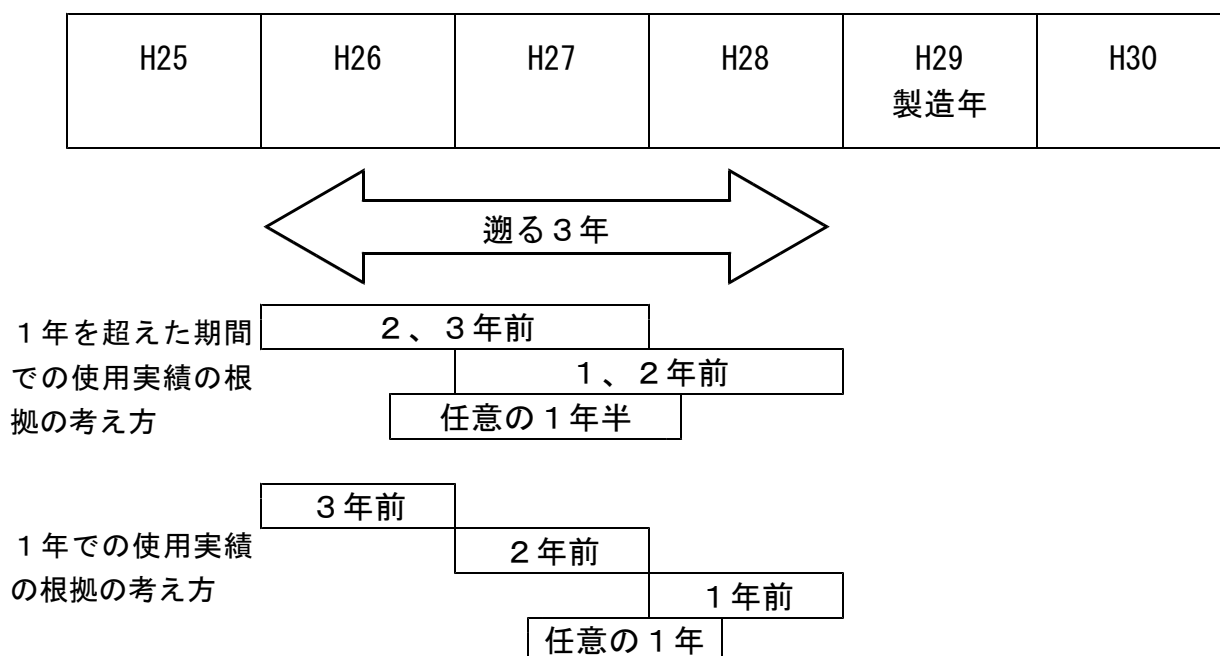 H25 H26 H27 H28 H29 H30
製造年
遡る３年
２、３年前
１年を超えた期間
での使用実績の根
拠の考え方
１、２年前
任意の１年半
３年前
１年での使用実績
の根拠の考え方
２年前
１年前
任意の１年